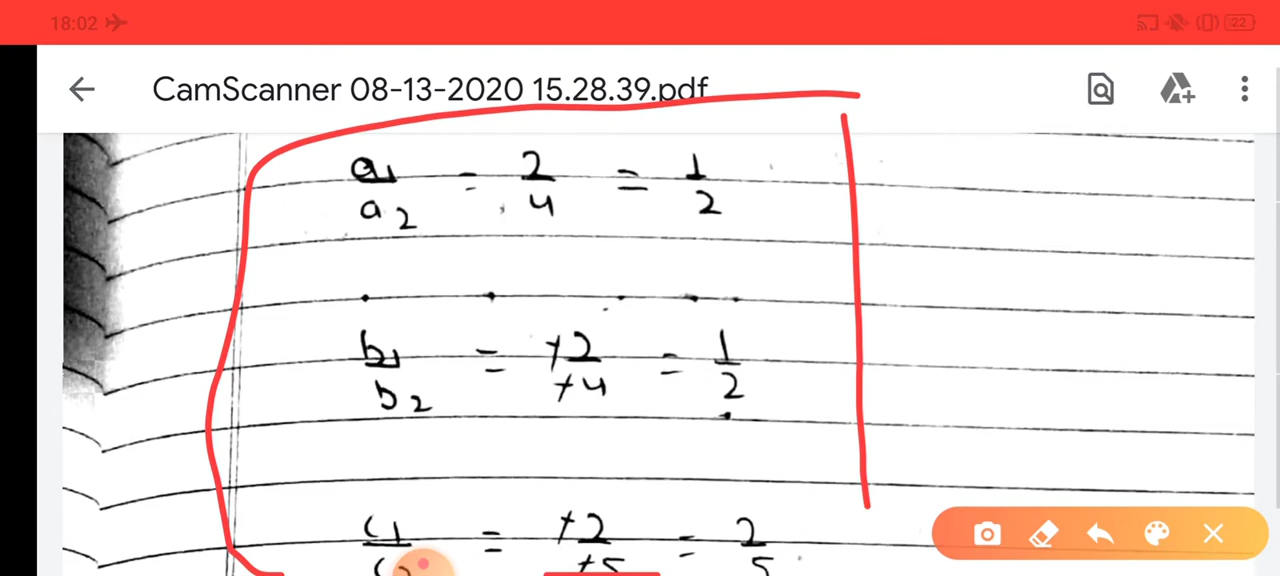 18:02
22
CamScanner 08-13-2020 15.28.39.pdf
a1/a2 = 2/4 = 1/2
b1/b2 = +2/+4 = 1/2
c1/c2 = +2/+5 = 2/5